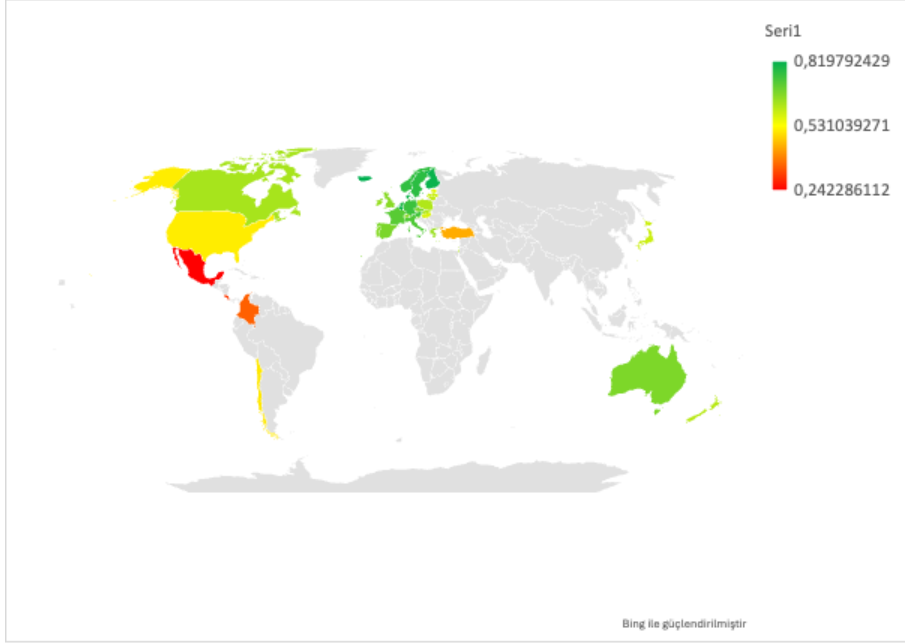 Seri1
0,819792429
0,531039271
0,242286112
Bing ile güçlendirilmiştir